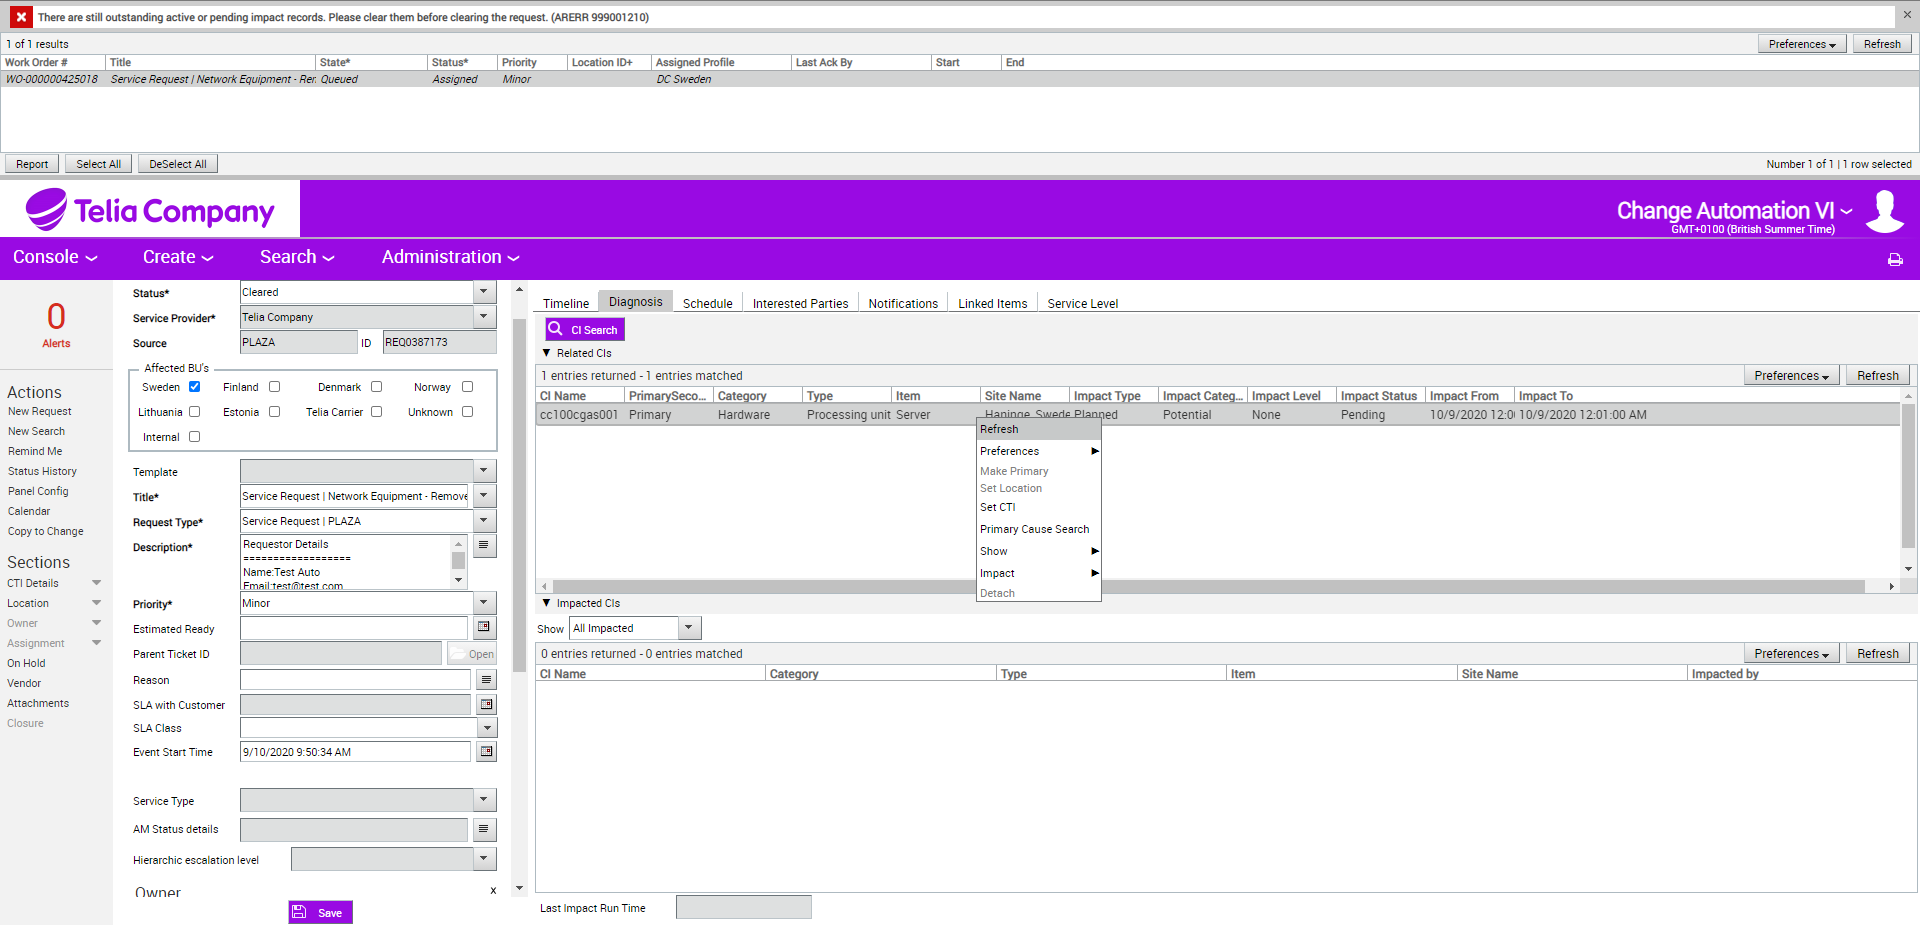 There are still outstanding active or pending impact records. Please clear them before clearing the request. (ARERR 999001210)
1 of 1 results
Preferences
Refresh
Work Order # Title State* Status* Priority Location ID+ Assigned Profile Last Ack By Start End
WO-000000425018 Service Request | Network Equipment - Rem Queued Assigned Minor DC Sweden
Report Select All DeSelect All
Number 1 of 1 | 1 row selected
Telia Company
Change Automation VI
GMT+0100 (British Summer Time)
Console Create Search Administration
0
Alerts
Actions
New Request
New Search
Remind Me
Status History
Panel Config
Calendar
Copy to Change
Sections
CTI Details
Location
Owner
Assignment
On Hold
Vendor
Attachments
Closure
Status* Cleared
Service Provider* Telia Company
Source PLAZA ID REQ0387173
Affected BU's
Sweden Finland Denmark Norway
Lithuania Estonia Telia Carrier Unknown
Internal
Template
Title* Service Request | Network Equipment - Remove
Request Type* Service Request | PLAZA
Description* Requestor Details
==================
Name:Test Auto
Email:test@test.com
Priority* Minor
Estimated Ready
Parent Ticket ID Open
Reason
SLA with Customer
SLA Class
Event Start Time 9/10/2020 9:50:34 AM
Service Type
AM Status details
Hierarchic escalation level
Owner x
Save
Timeline Diagnosis Schedule Interested Parties Notifications Linked Items Service Level
CI Search
Related CIs
1 entries returned - 1 entries matched
Preferences Refresh
CI Name PrimarySeco... Category Type Item Site Name Impact Type Impact Categ... Impact Level Impact Status Impact From Impact To
cc100cgas001 Primary Hardware Processing unit Server Haninge, Swede Planned Potential None Pending 10/9/2020 12:0 10/9/2020 12:01:00 AM
Refresh
Preferences
Make Primary
Set Location
Set CTI
Primary Cause Search
Show
Impact
Detach
Impacted CIs
Show All Impacted
0 entries returned - 0 entries matched
Preferences Refresh
CI Name Category Type Item Site Name Impacted by
Last Impact Run Time